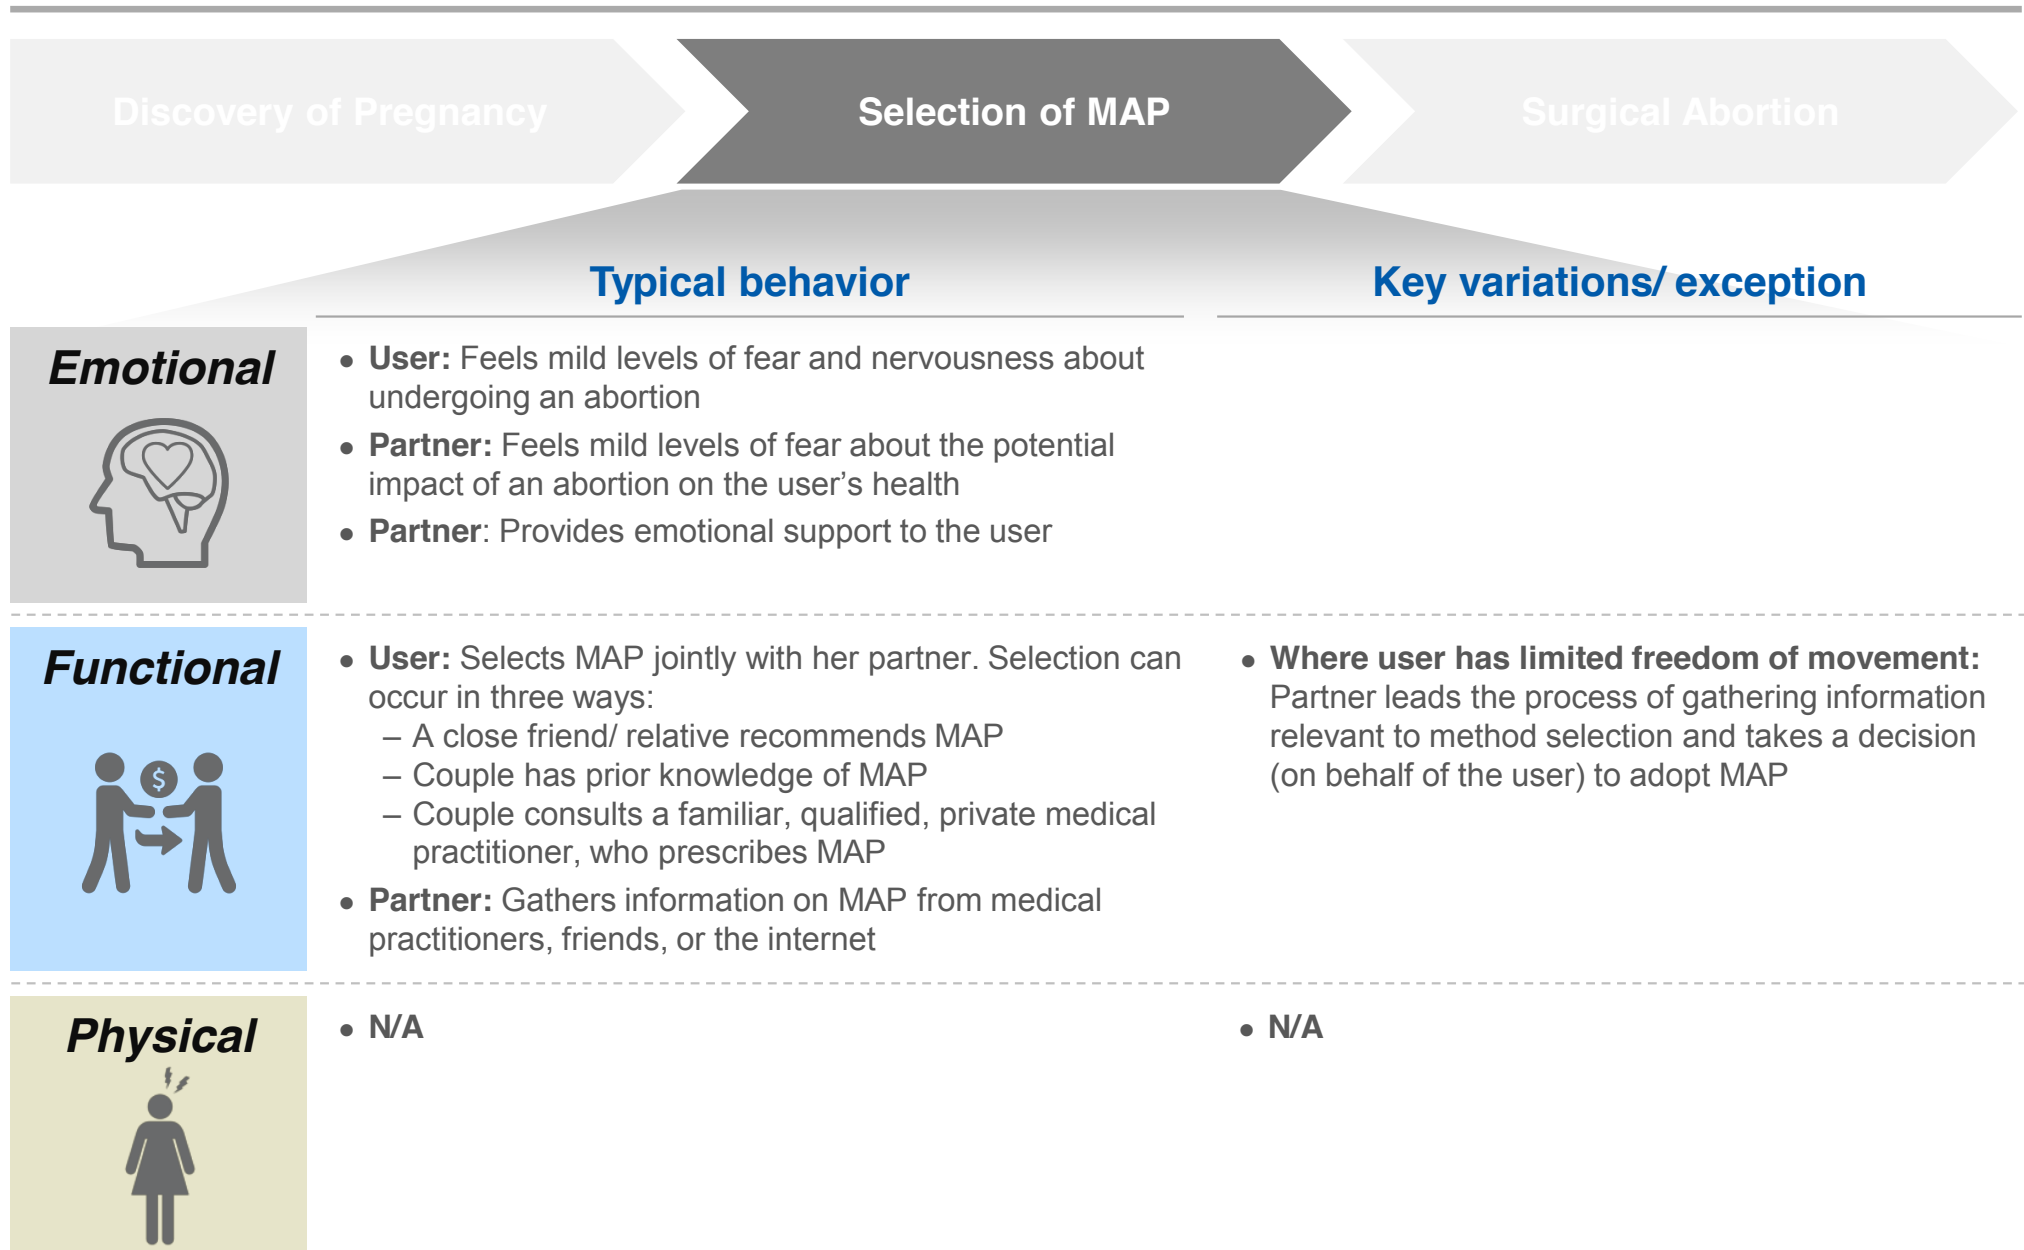 Discovery of Pregnancy
Selection of MAP
Surgical Abortion
Typical behavior
Key variations/ exception
Emotional
● User: Feels mild levels of fear and nervousness about
undergoing an abortion
● Partner: Feels mild levels of fear about the potential
impact of an abortion on the user’s health
● Partner: Provides emotional support to the user
Functional
$
● User: Selects MAP jointly with her partner. Selection can
occur in three ways:
– A close friend/ relative recommends MAP
– Couple has prior knowledge of MAP
– Couple consults a familiar, qualified, private medical
practitioner, who prescribes MAP
● Partner: Gathers information on MAP from medical
practitioners, friends, or the internet
● Where user has limited freedom of movement:
Partner leads the process of gathering information
relevant to method selection and takes a decision
(on behalf of the user) to adopt MAP
Physical
● N/A
● N/A